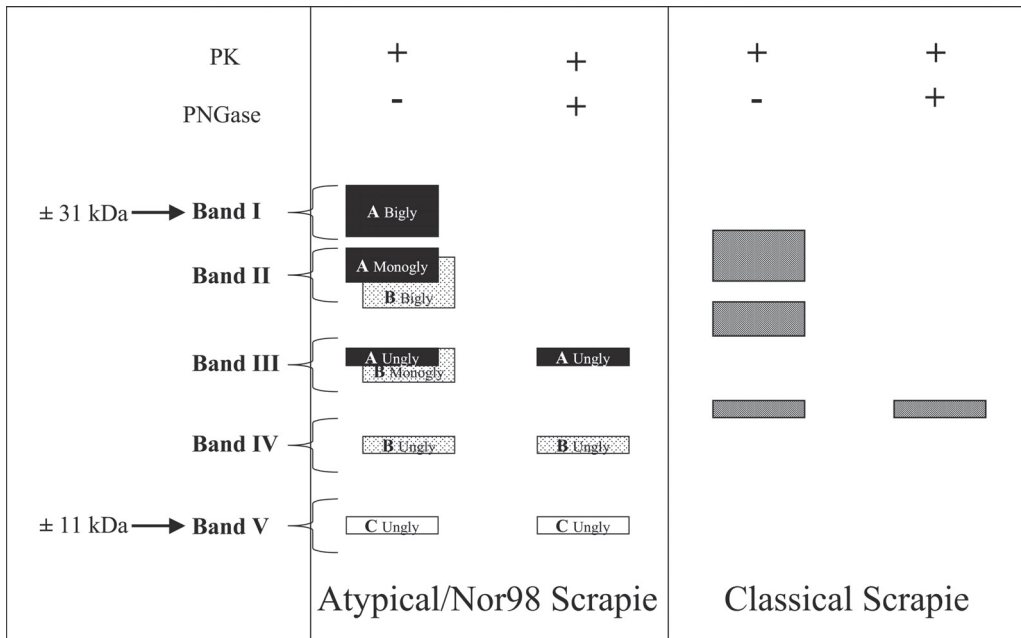 PK + + + +
PNGase - + - +
± 31 kDa Band I A Bigly
Band II A Monogly
B Bigly
Band III A Ungly A Ungly
B Monogly
Band IV B Ungly B Ungly
± 11 kDa Band V C Ungly C Ungly
Atypical/Nor98 Scrapie Classical Scrapie